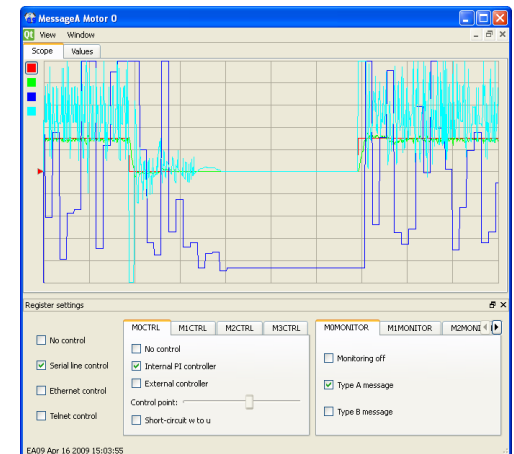 MessageA Motor 0
Qt View Window
Scope Values
Register settings
M0CTRL M1CTRL M2CTRL M3CTRL
M0MONITOR M1MONITOR
No control
Serial line control
Ethernet control
Telnet control
No control
Internal PI controller
External controller
Control point:
Short-circuit w to u
Monitoring off
Type A message
Type B message
EA09 Apr 16 2009 15:03:55